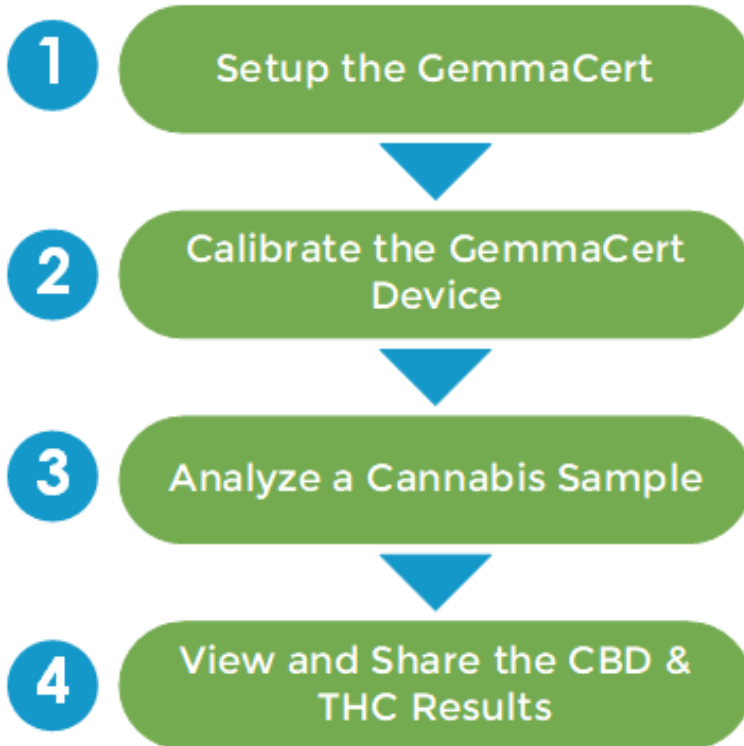 1
Setup the GemmaCert
2
Calibrate the GemmaCert
Device
3
Analyze a Cannabis Sample
4
View and Share the CBD &
THC Results